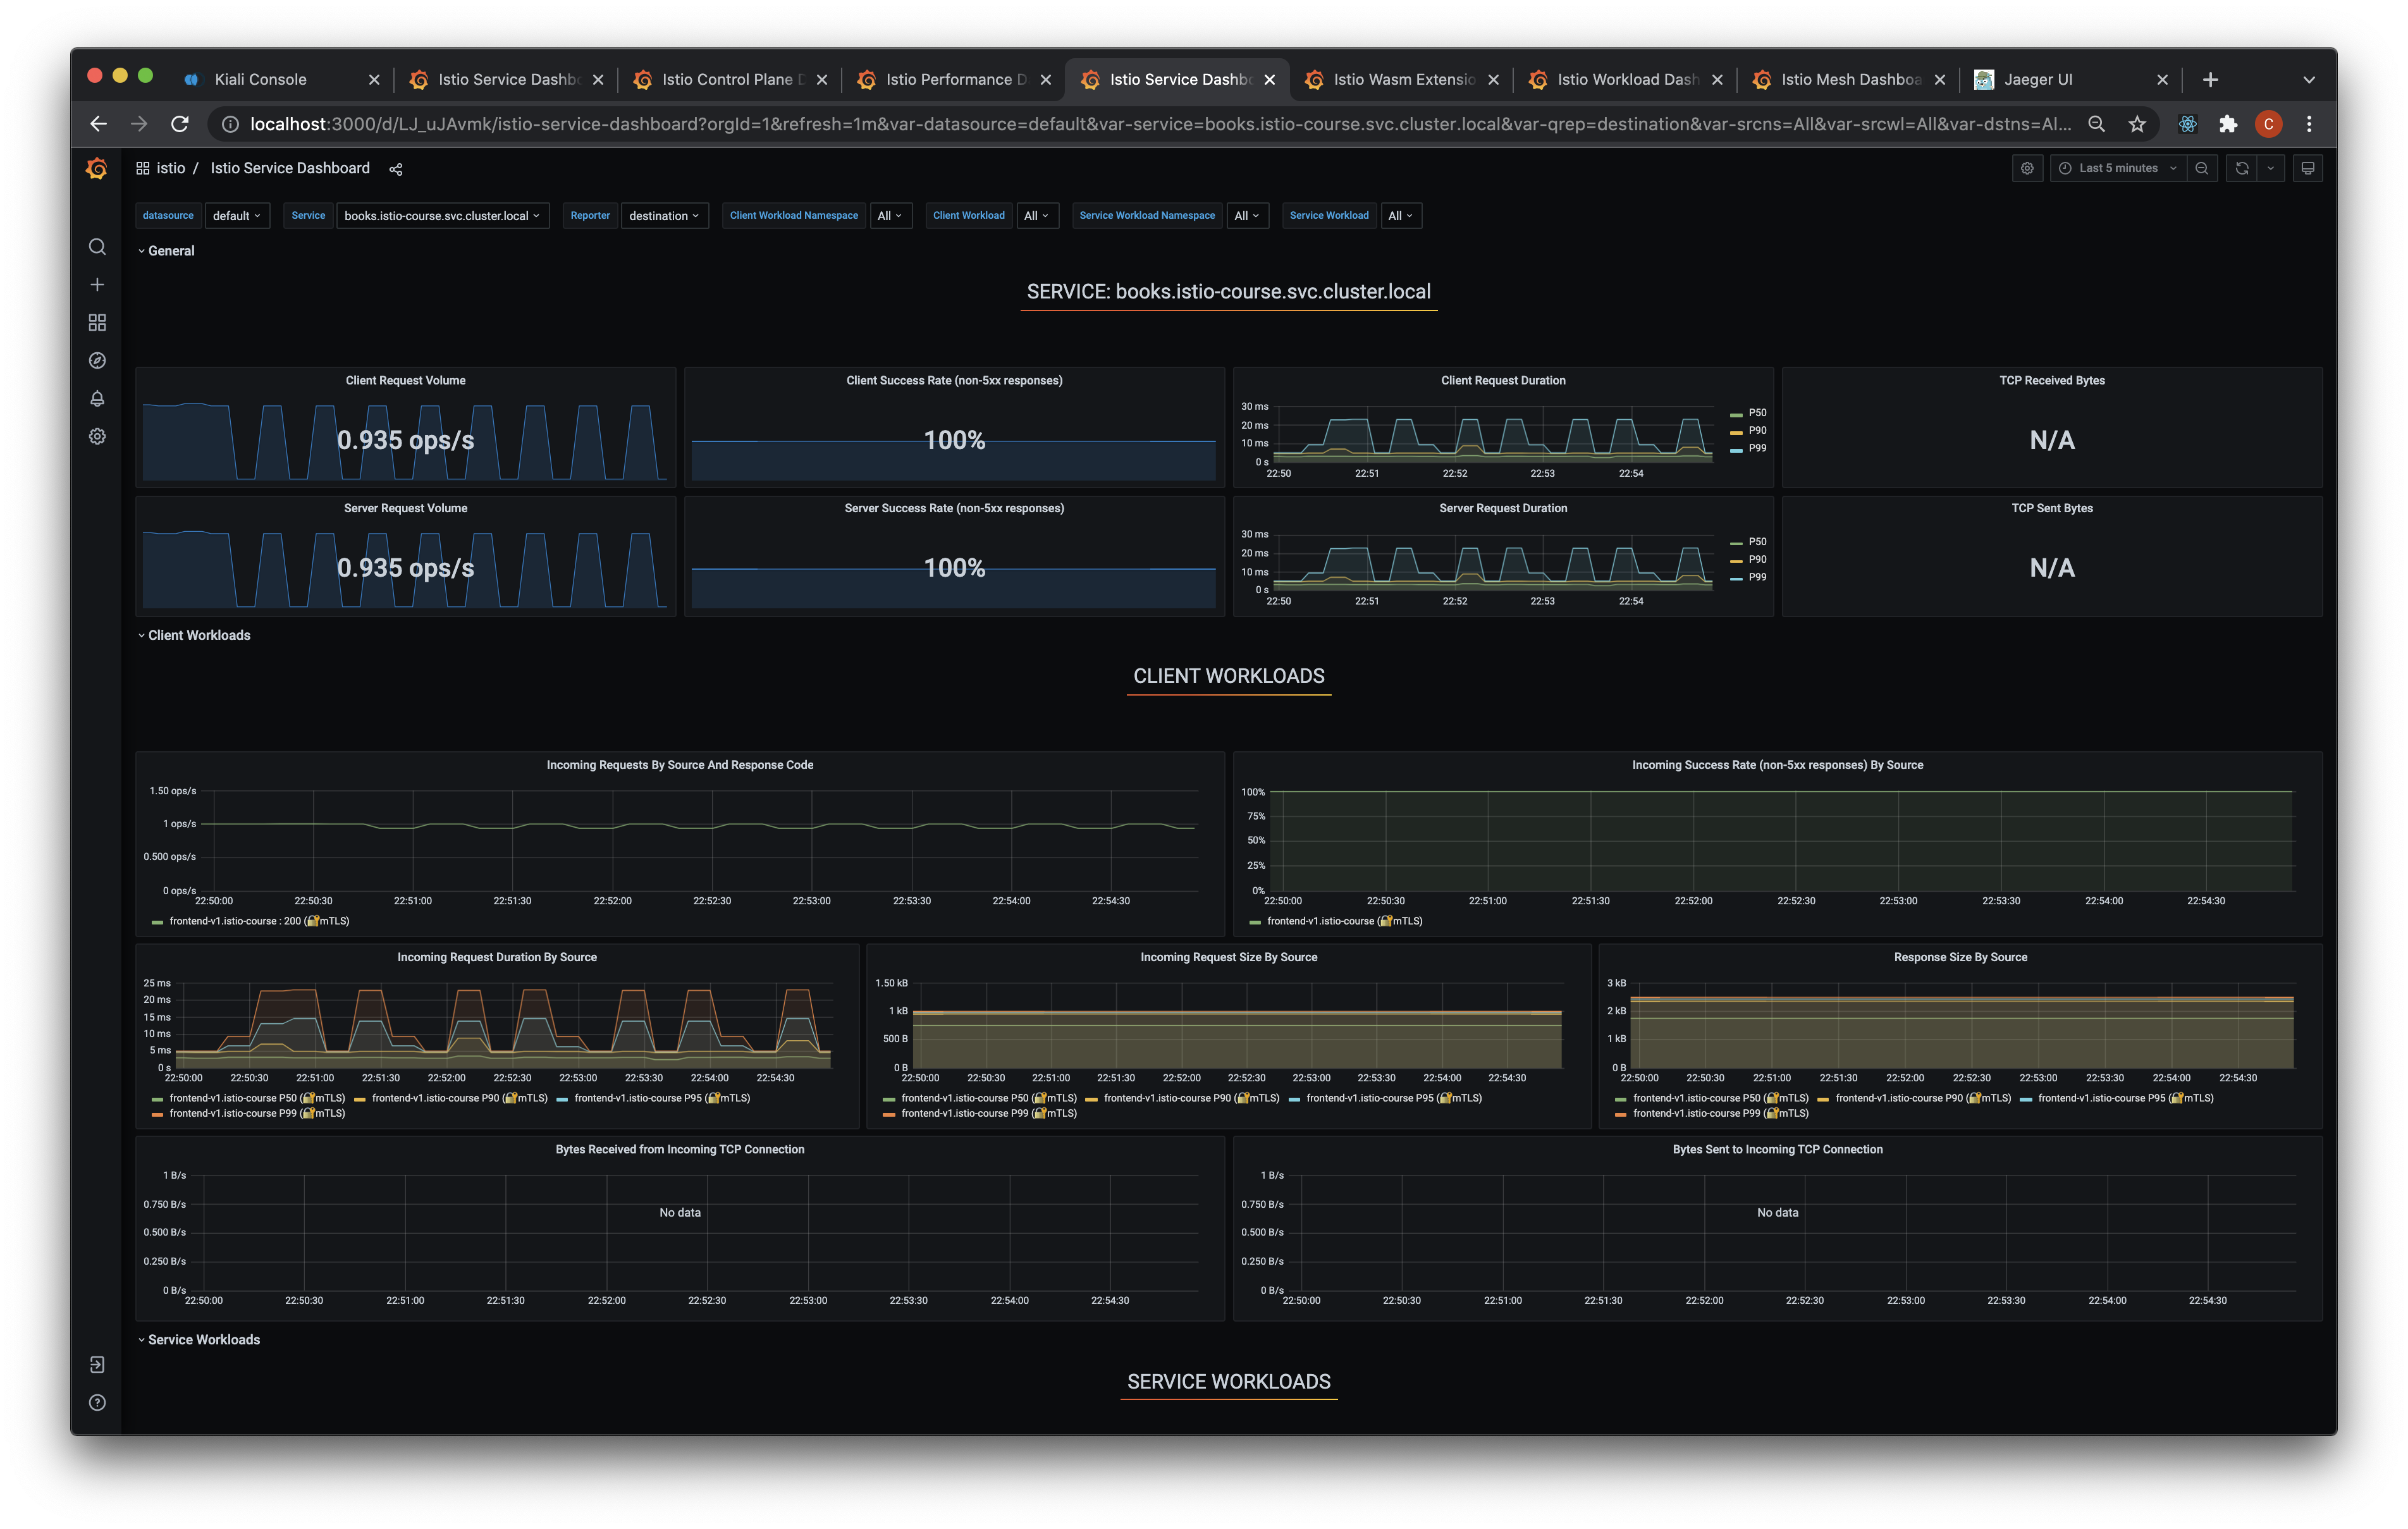 Kiali Console
Istio Service Dashbo
Istio Control Plane D
Istio Performance D
Istio Service Dashbo
Istio Wasm Extensio
Istio Workload Dash
Istio Mesh Dashboa
Jaeger UI
localhost:3000/d/LJ_uJAvmk/istio-service-dashboard?orgId=1&refresh=1m&var-datasource=default&var-service=books.istio-course.svc.cluster.local&var-qrep=destination&var-srcns=All&var-srcwl=All&var-dstns=Al...
C
istio / Istio Service Dashboard
Last 5 minutes
datasource default Service books.istio-course.svc.cluster.local Reporter destination Client Workload Namespace All Client Workload All Service Workload Namespace All Service Workload All
General
SERVICE: books.istio-course.svc.cluster.local
Client Request Volume
0.935 ops/s
Client Success Rate (non-5xx responses)
100%
Client Request Duration
30 ms
20 ms
10 ms
0 s
22:50 22:51 22:52 22:53 22:54
P50
P90
P99
TCP Received Bytes
N/A
Server Request Volume
0.935 ops/s
Server Success Rate (non-5xx responses)
100%
Server Request Duration
30 ms
20 ms
10 ms
0 s
22:50 22:51 22:52 22:53 22:54
P50
P90
P99
TCP Sent Bytes
N/A
Client Workloads
CLIENT WORKLOADS
Incoming Requests By Source And Response Code
1.50 ops/s
1 ops/s
0.500 ops/s
0 ops/s
22:50:00 22:50:30 22:51:00 22:51:30 22:52:00 22:52:30 22:53:00 22:53:30 22:54:00 22:54:30
frontend-v1.istio-course : 200 (🔐mTLS)
Incoming Success Rate (non-5xx responses) By Source
100%
75%
50%
25%
0%
22:50:00 22:50:30 22:51:00 22:51:30 22:52:00 22:52:30 22:53:00 22:53:30 22:54:00 22:54:30
frontend-v1.istio-course (🔐mTLS)
Incoming Request Duration By Source
25 ms
20 ms
15 ms
10 ms
5 ms
0 s
22:50:00 22:50:30 22:51:00 22:51:30 22:52:00 22:52:30 22:53:00 22:53:30 22:54:00 22:54:30
frontend-v1.istio-course P50 (🔐mTLS) frontend-v1.istio-course P90 (🔐mTLS) frontend-v1.istio-course P95 (🔐mTLS)
frontend-v1.istio-course P99 (🔐mTLS)
Incoming Request Size By Source
1.50 kB
1 kB
500 B
0 B
22:50:00 22:50:30 22:51:00 22:51:30 22:52:00 22:52:30 22:53:00 22:53:30 22:54:00 22:54:30
frontend-v1.istio-course P50 (🔐mTLS) frontend-v1.istio-course P90 (🔐mTLS) frontend-v1.istio-course P95 (🔐mTLS)
frontend-v1.istio-course P99 (🔐mTLS)
Response Size By Source
3 kB
2 kB
1 kB
0 B
22:50:00 22:50:30 22:51:00 22:51:30 22:52:00 22:52:30 22:53:00 22:53:30 22:54:00 22:54:30
frontend-v1.istio-course P50 (🔐mTLS) frontend-v1.istio-course P90 (🔐mTLS) frontend-v1.istio-course P95 (🔐mTLS)
frontend-v1.istio-course P99 (🔐mTLS)
Bytes Received from Incoming TCP Connection
1 B/s
0.750 B/s
0.500 B/s
0.250 B/s
0 B/s
No data
22:50:00 22:50:30 22:51:00 22:51:30 22:52:00 22:52:30 22:53:00 22:53:30 22:54:00 22:54:30
Bytes Sent to Incoming TCP Connection
1 B/s
0.750 B/s
0.500 B/s
0.250 B/s
0 B/s
No data
22:50:00 22:50:30 22:51:00 22:51:30 22:52:00 22:52:30 22:53:00 22:53:30 22:54:00 22:54:30
Service Workloads
SERVICE WORKLOADS